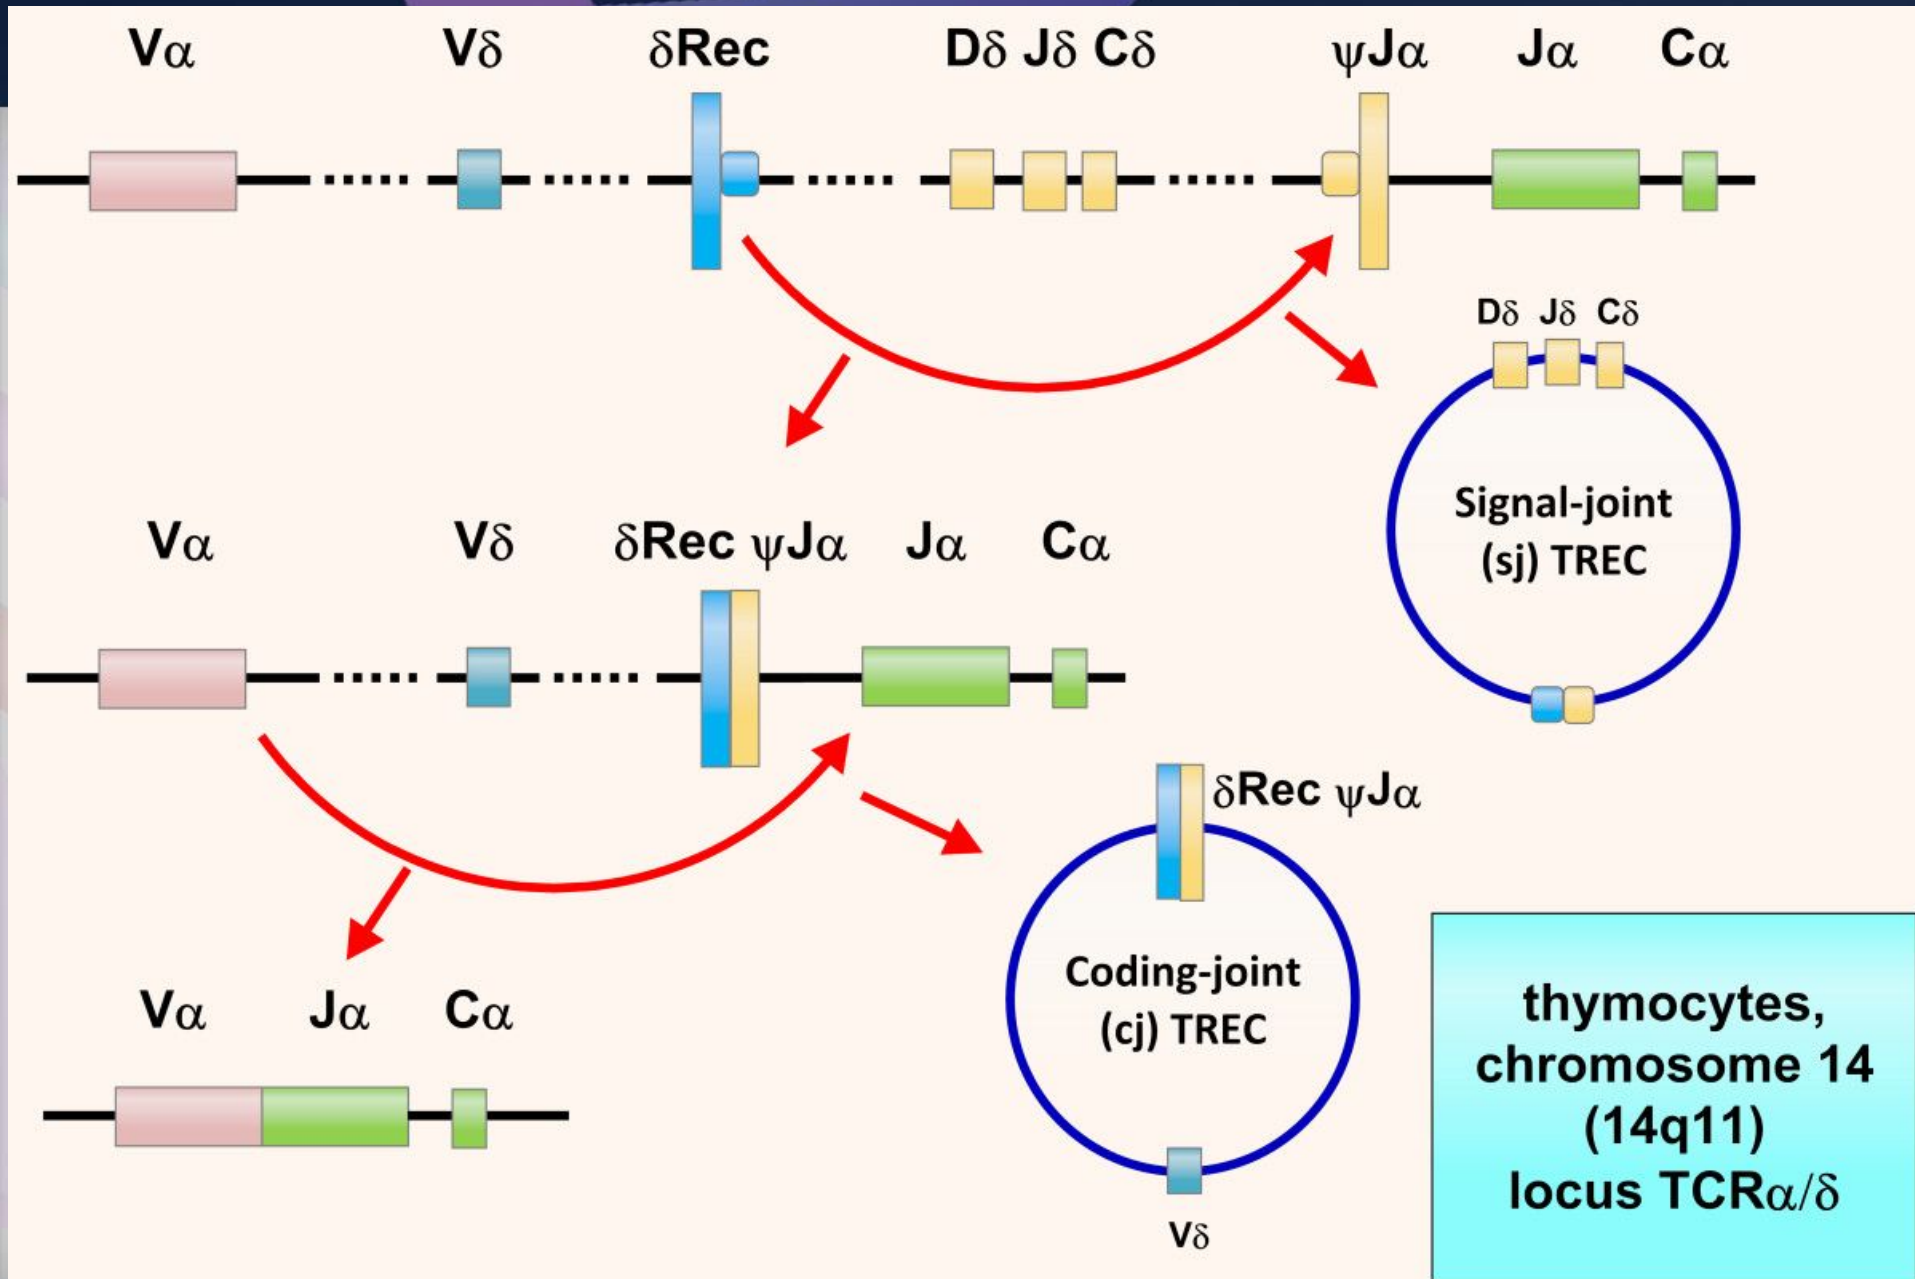 Vα Vδ δRec Dδ Jδ Cδ ψJα Jα Cα
Dδ Jδ Cδ
Signal-joint
(sj) TREC
Vα Vδ δRec ψJα Jα Cα
δRec ψJα
Coding-joint
(cj) TREC
Vδ
Vα Jα Cα
thymocytes,
chromosome 14
(14q11)
locus TCRα/δ